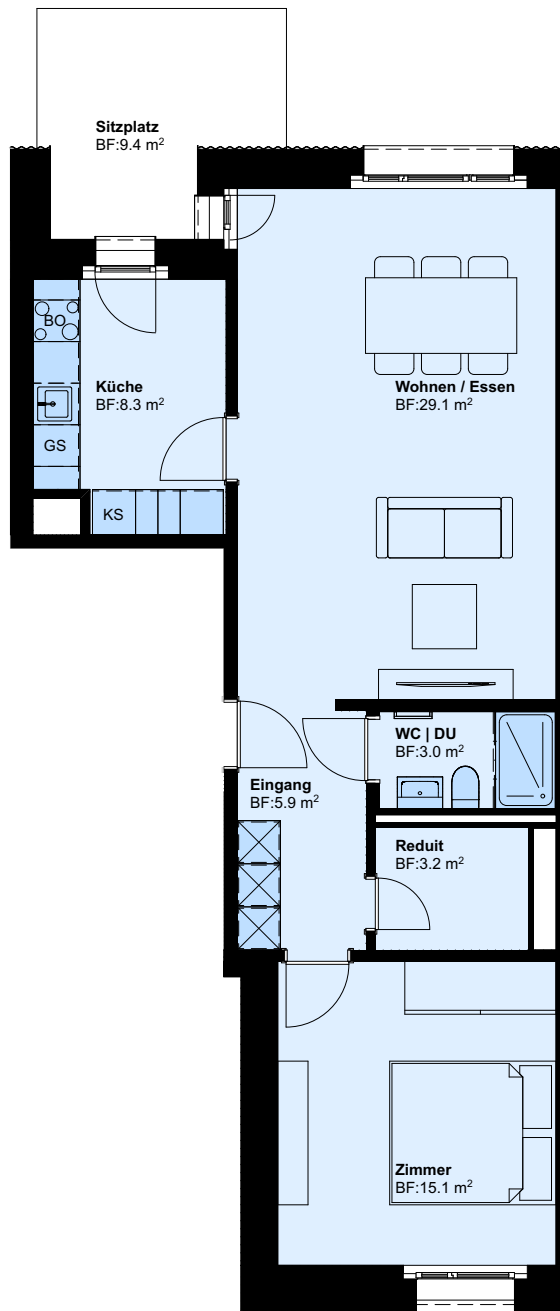 Sitzplatz
BF:9.4 m²
BO
Küche
BF:8.3 m²
GS
KS
Wohnen / Essen
BF:29.1 m²
WC | DU
BF:3.0 m²
Eingang
BF:5.9 m²
Reduit
BF:3.2 m²
Zimmer
BF:15.1 m²